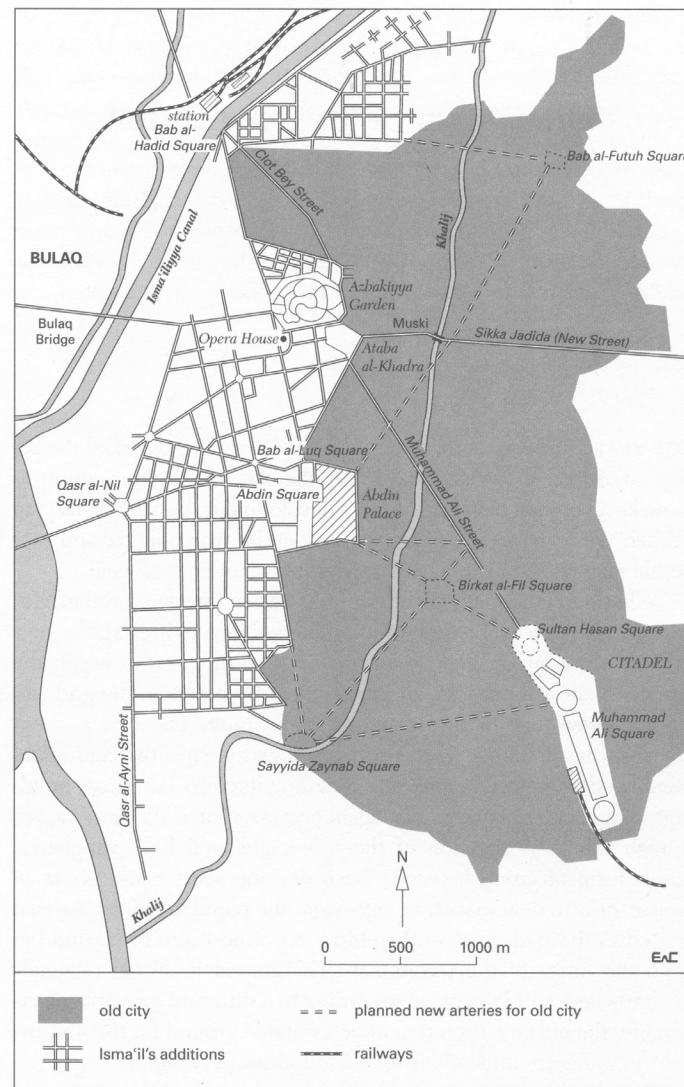 station
Bab al-
Hadid Square
Clot Bey Street
Bab al-Futuh Square
Khalij
BULAQ
Ismaʿiliyya Canal
Azbakiyya
Garden
Bulaq
Bridge
Opera House
Muski
Sikka Jadida (New Street)
Ataba
al-Khadra
Bab al-Luq Square
Muhammad Ali Street
Qasr al-Nil
Square
Abdin Square
Abdin
Palace
Birkat al-Fil Square
Sultan Hasan Square
CITADEL
Muhammad
Ali Square
Qasr al-Ayni Street
Sayyida Zaynab Square
Khalij
N
0 500 1000 m
EAC
old city
planned new arteries for old city
Ismaʿil's additions
railways